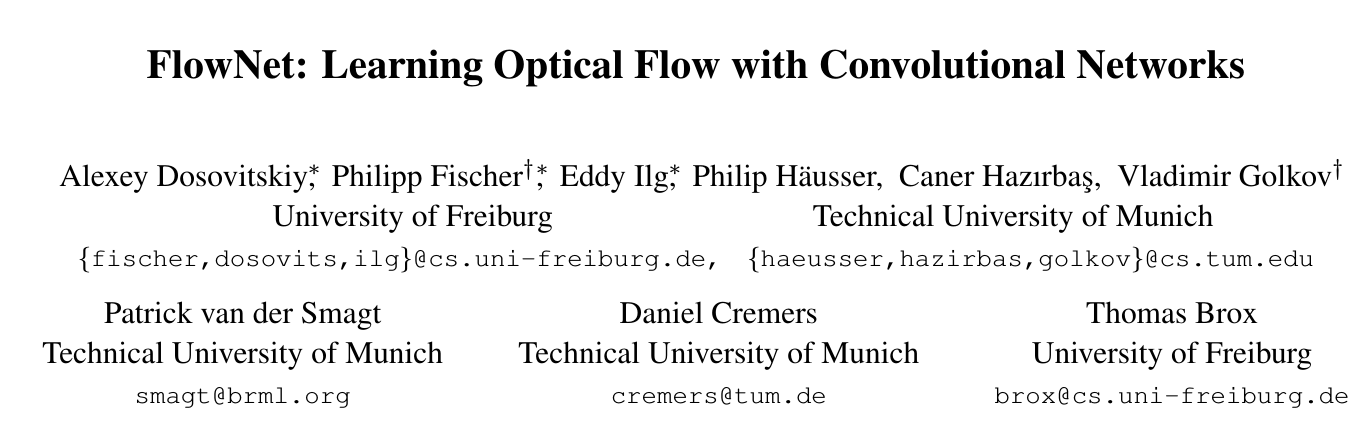 FlowNet: Learning Optical Flow with Convolutional Networks
Alexey Dosovitskiy,* Philipp Fischer†,* Eddy Ilg,* Philip Häusser, Caner Hazırbaş, Vladimir Golkov†
University of Freiburg Technical University of Munich
{fischer,dosovits,ilg}@cs.uni-freiburg.de, {haeusser,hazirbas,golkov}@cs.tum.edu
Patrick van der Smagt Daniel Cremers Thomas Brox
Technical University of Munich Technical University of Munich University of Freiburg
smagt@brml.org cremers@tum.de brox@cs.uni-freiburg.de